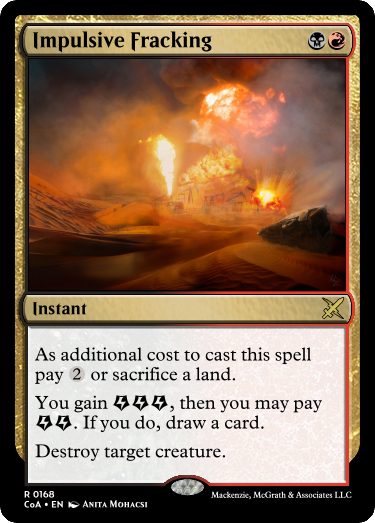 Impulsive Fracking
Instant
As additional cost to cast this spell
pay 2 or sacrifice a land.
You gain , then you may pay
. If you do, draw a card.
Destroy target creature.
R 0168
CoA • EN Anita Mohacsi
Mackenzie, McGrath & Associates LLC